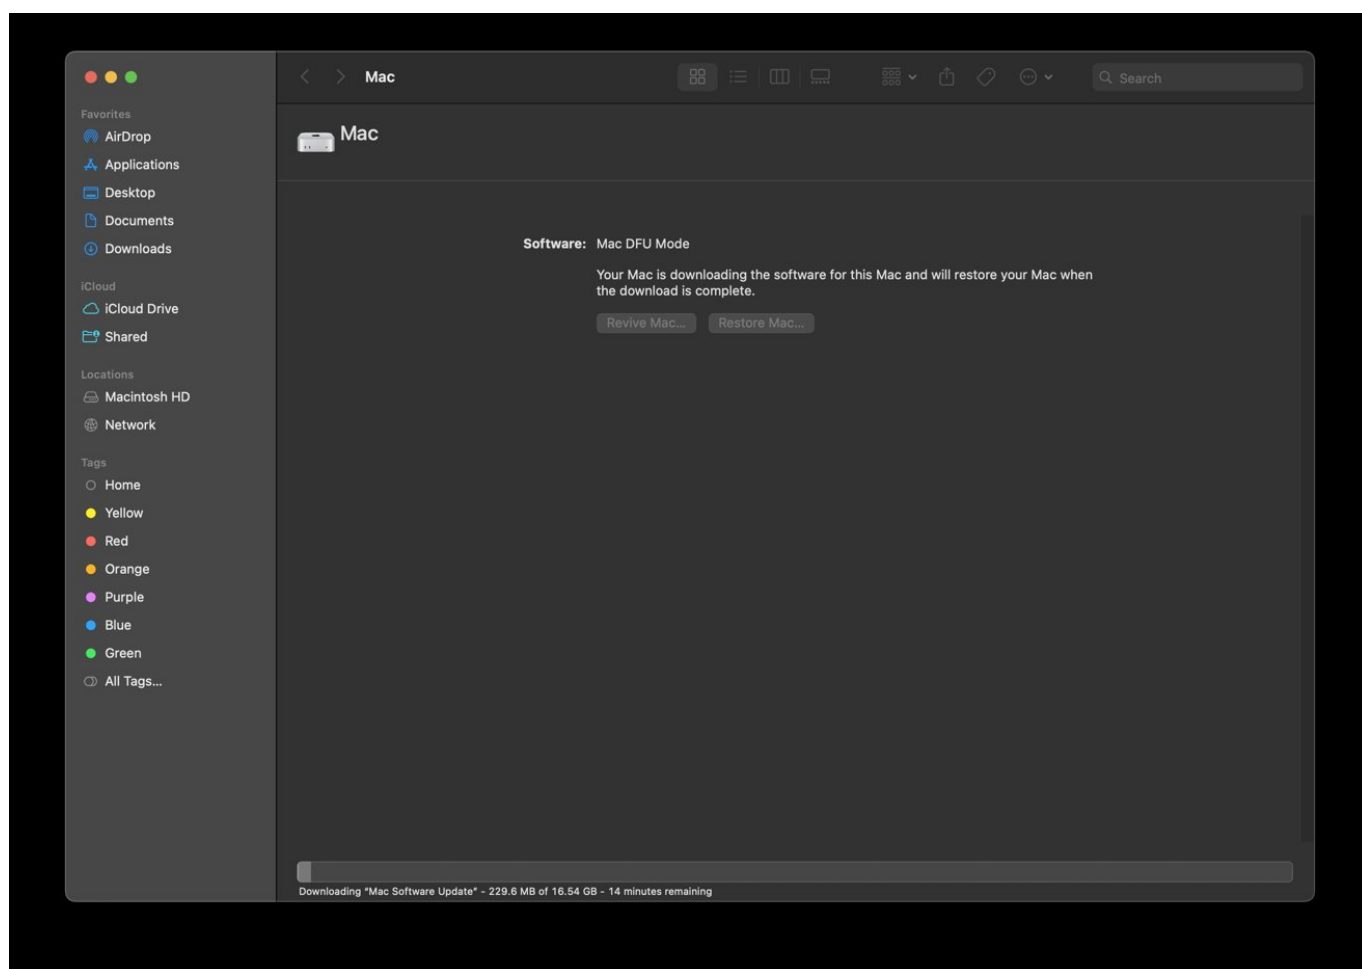 Mac
Search
Favorites
AirDrop
Applications
Desktop
Documents
Downloads
iCloud
iCloud Drive
Shared
Locations
Macintosh HD
Network
Tags
Home
Yellow
Red
Orange
Purple
Blue
Green
All Tags...
Mac
Software: Mac DFU Mode
Your Mac is downloading the software for this Mac and will restore your Mac when
the download is complete.
Revive Mac... Restore Mac...
Downloading "Mac Software Update" - 229.6 MB of 16.54 GB - 14 minutes remaining